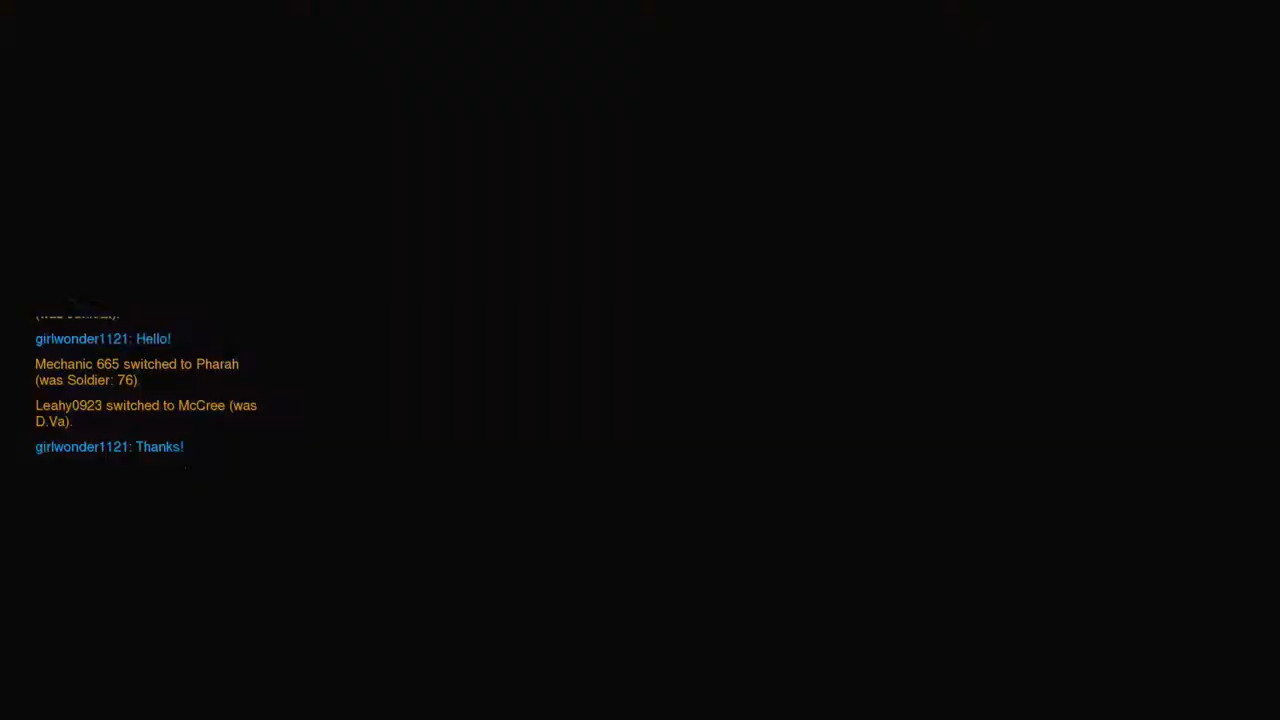 girlwonder1121: Hello!
Mechanic 665 switched to Pharah
(was Soldier: 76)
Leahy0923 switched to McCree (was
D.Va).
girlwonder1121: Thanks!